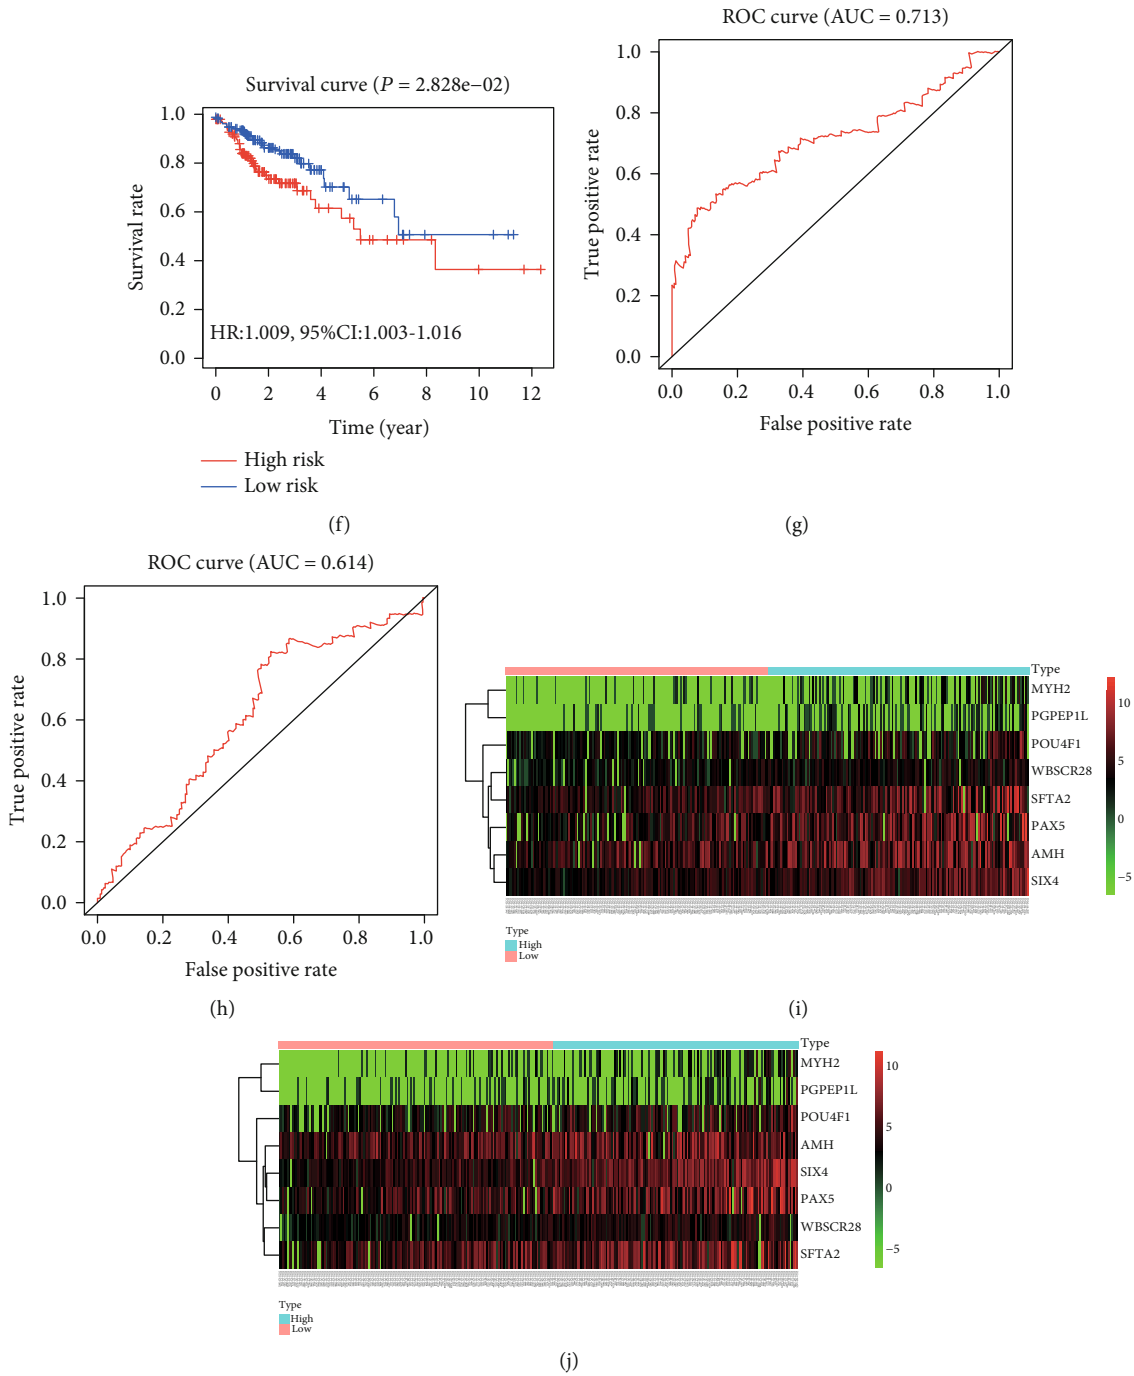 Survival curve (P = 2.828e−02)
Survival rate
1.0
0.8
0.6
0.4
0.2
0.0
HR:1.009, 95%CI:1.003-1.016
0 2 4 6 8 10 12
Time (year)
High risk
Low risk
(f)
ROC curve (AUC = 0.713)
True positive rate
1.0
0.8
0.6
0.4
0.2
0.0
0.0 0.2 0.4 0.6 0.8 1.0
False positive rate
(g)
ROC curve (AUC = 0.614)
True positive rate
1.0
0.8
0.6
0.4
0.2
0.0
0.0 0.2 0.4 0.6 0.8 1.0
False positive rate
(h)
Type
MYH2
PGPEP1L
POU4F1
WBSCR28
SFTA2
PAX5
AMH
SIX4
10
5
0
−5
Type
High
Low
(i)
Type
MYH2
PGPEP1L
POU4F1
AMH
SIX4
PAX5
WBSCR28
SFTA2
10
5
0
−5
Type
High
Low
(j)